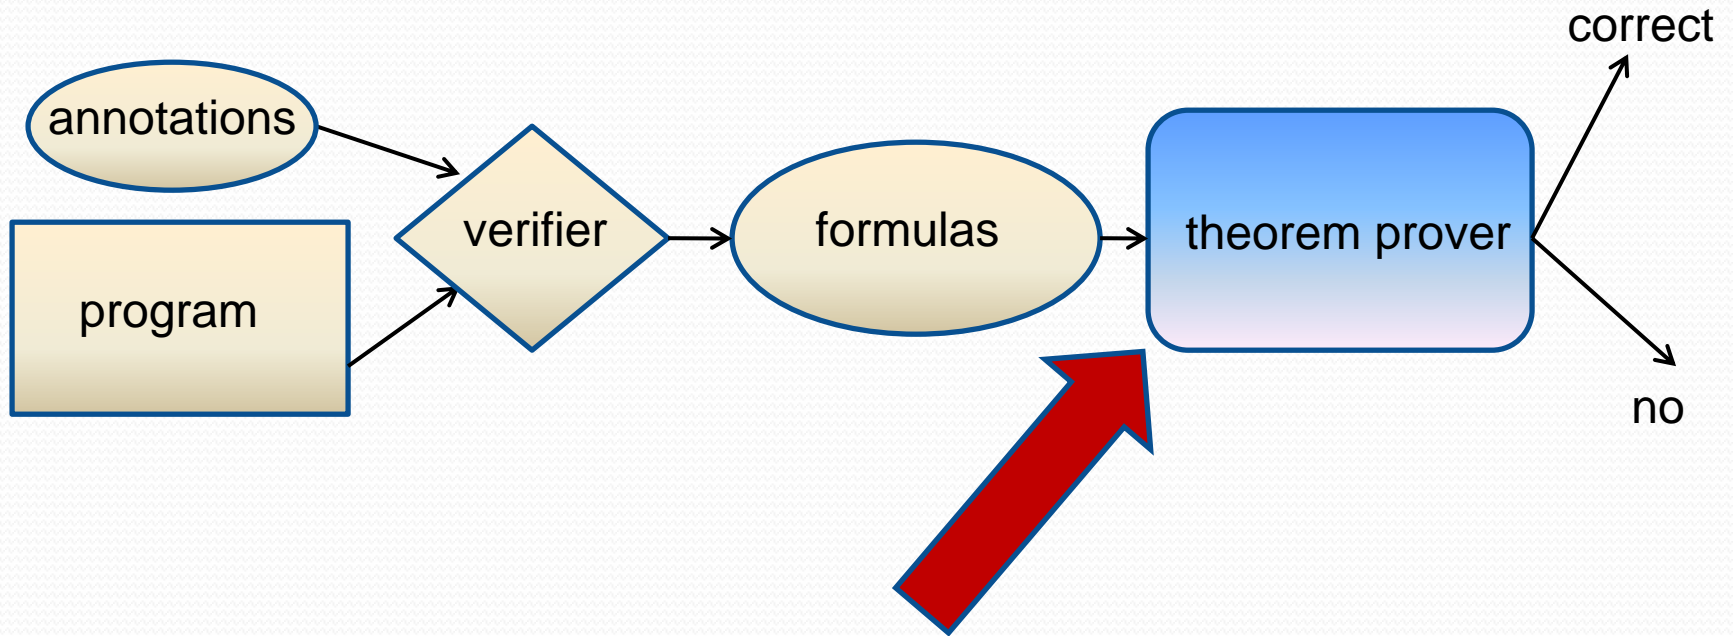 correct
annotations
verifier
formulas
theorem prover
program
no